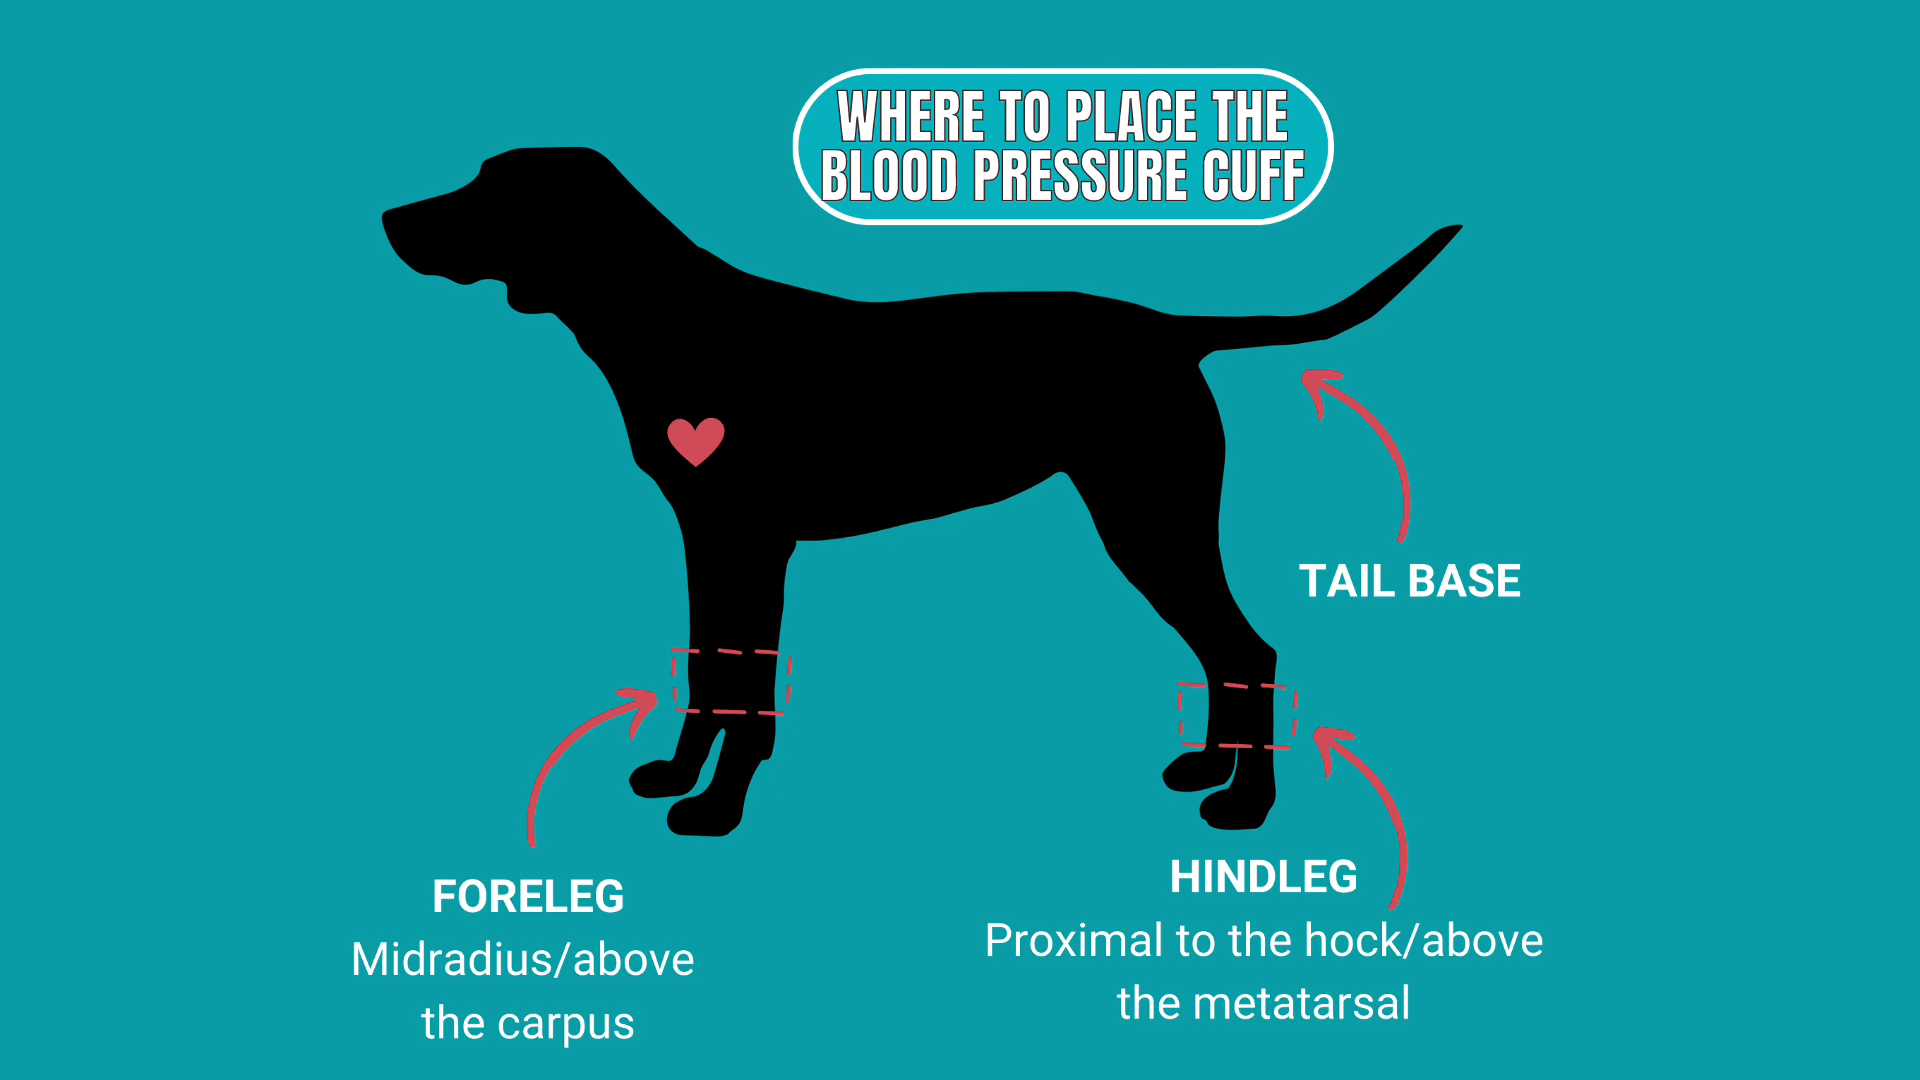 WHERE TO PLACE THE
BLOOD PRESSURE CUFF
TAIL BASE
FORELEG
Midradius/above
the carpus
HINDLEG
Proximal to the hock/above
the metatarsal